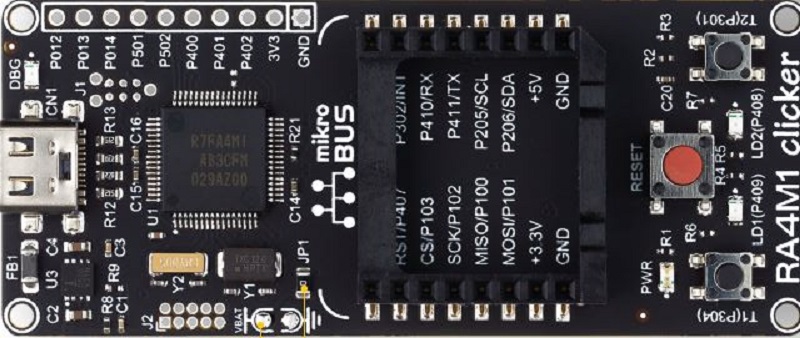 P012
P013
P014
P501
P502
P400
P401
P402
3V3
GND
DBG
CN1
J1
R13
C16
R12
C15
R7FA4M1
AB3CFM
029AZ00
R21
C14
U1
mikro
BUS
FB1
C4
C3
U3
R9
C2
R8
C1
Y2
Y1
J2
VBAT
JP1
P302/INT
P410/RX
P411/TX
P205/SCL
P206/SDA
+5V
GND
RST/P407
CS/P103
SCK/P102
MISO/P100
MOSI/P101
+3.3V
GND
R3
R2
C20
R7
T2(P301)
LD2(P408)
RESET
R5
R4
LD1(P409)
R1
R6
PWR
T1(P304)
RA4M1 clicker